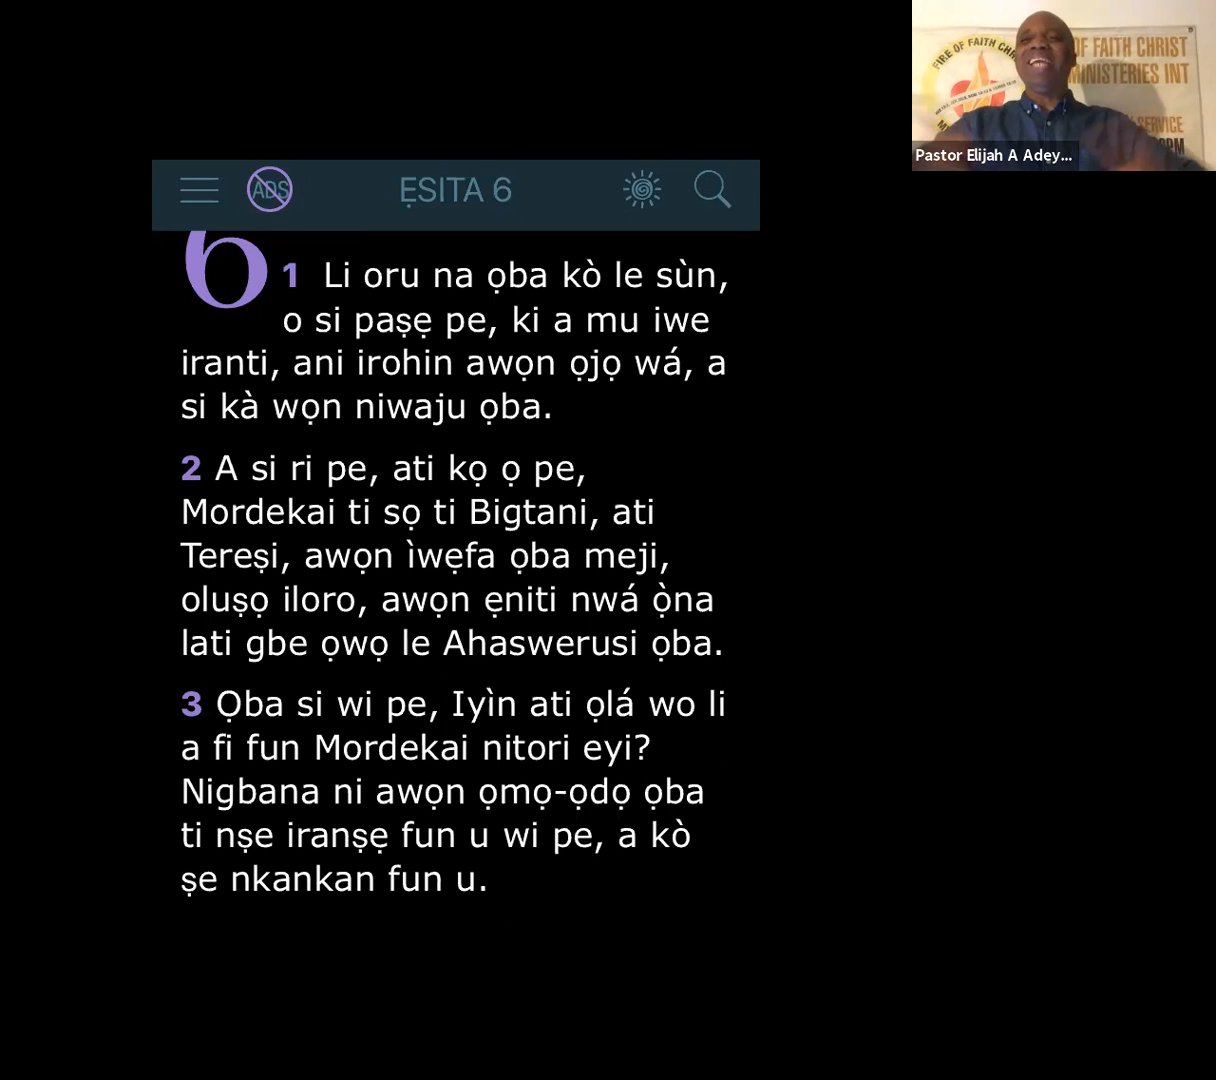 FIRE OF FAITH CHR
OF FAITH CHRIST
MINISTERIES INT
SERVICE
Pastor Elijah A Adey...
ADS
ẸSITA 6
6
1 Li oru na ọba kò le sùn,
o si paṣẹ pe, ki a mu iwe
iranti, ani irohin awọn ọjọ wá, a
si kà wọn niwaju ọba.
2 A si ri pe, ati kọ ọ pe,
Mordekai ti sọ ti Bigtani, ati
Tereṣi, awọn ìwẹfa ọba meji,
oluṣọ iloro, awọn ẹniti nwá ọ̀na
lati gbe ọwọ le Ahaswerusi ọba.
3 Ọba si wi pe, Iyìn ati ọlá wo li
a fi fun Mordekai nitori eyi?
Nigbana ni awọn ọmọ-ọdọ ọba
ti nṣe iranṣẹ fun u wi pe, a kò
ṣe nkankan fun u.